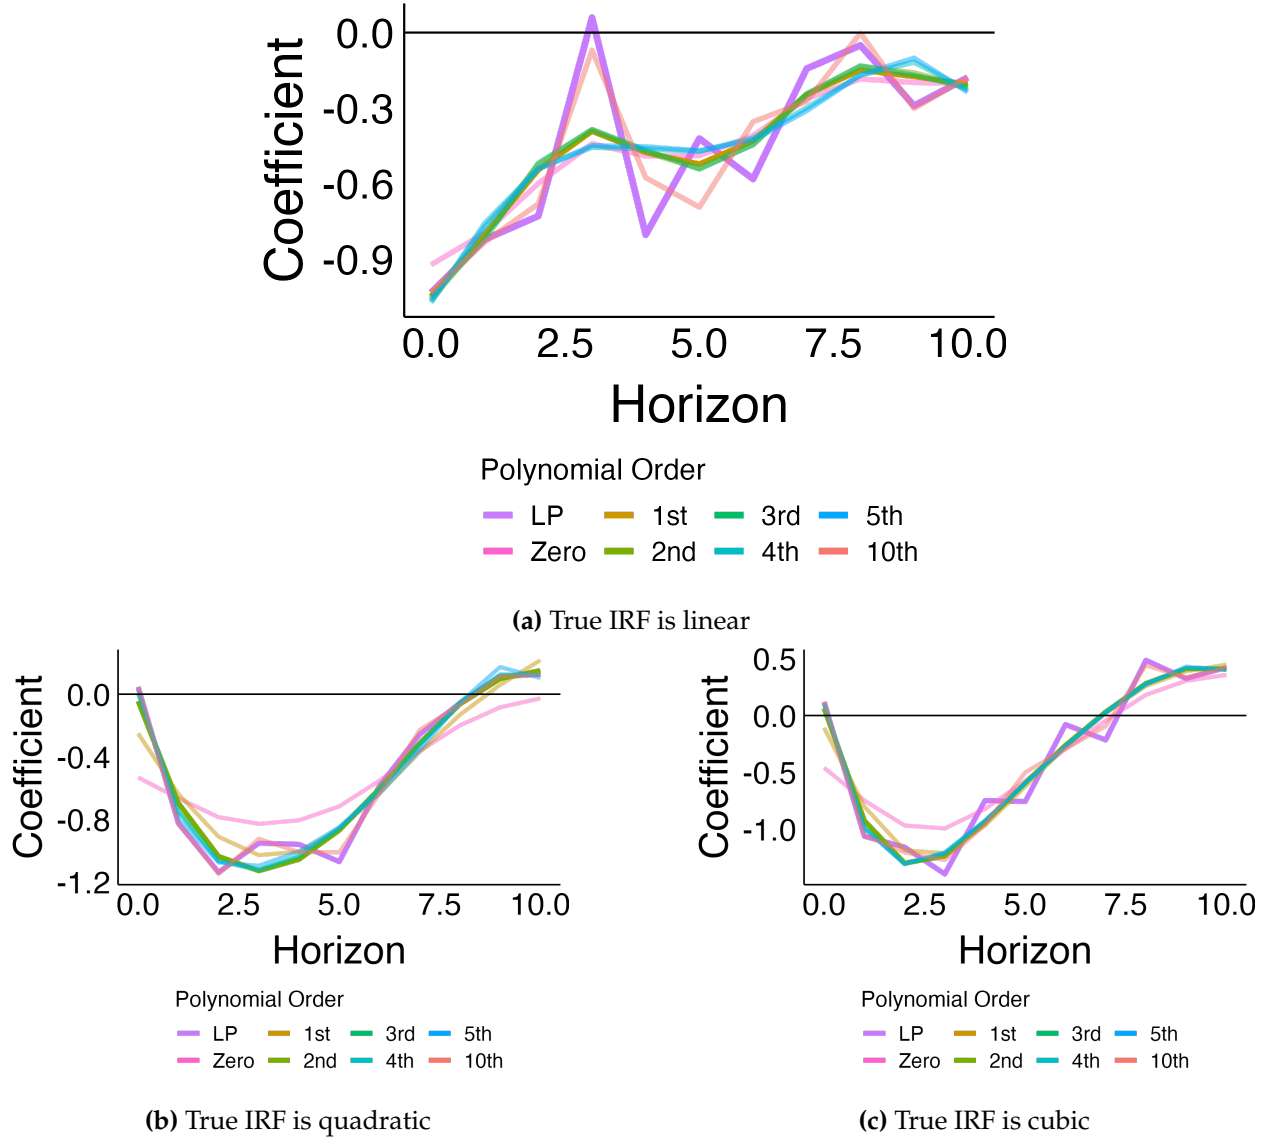 0.0
-0.3
-0.6
-0.9
Coefficient
0.0 2.5 5.0 7.5 10.0
Horizon
Polynomial Order
LP 1st 3rd 5th
Zero 2nd 4th 10th
(a) True IRF is linear
0.0
-0.4
-0.8
-1.2
Coefficient
0.0 2.5 5.0 7.5 10.0
Horizon
Polynomial Order
LP 1st 3rd 5th
Zero 2nd 4th 10th
(b) True IRF is quadratic
0.5
0.0
-0.5
-1.0
Coefficient
0.0 2.5 5.0 7.5 10.0
Horizon
Polynomial Order
LP 1st 3rd 5th
Zero 2nd 4th 10th
(c) True IRF is cubic